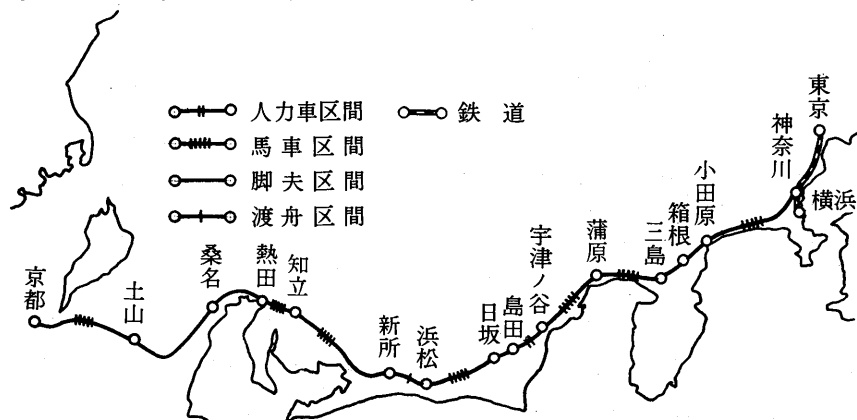 人力車区間
鉄道
馬車区間
脚夫区間
渡舟区間
東京
神奈川
横浜
小田原
箱根
三島
蒲原
宇津ノ谷
島田
日坂
浜松
新所
知立
熱田
桑名
土山
京都